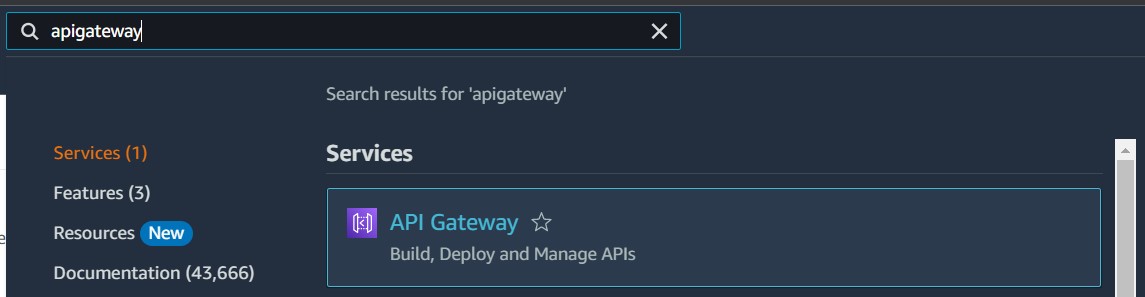 apigateway
Search results for 'apigateway'
Services (1)
Features (3)
Resources New
Documentation (43,666)
Services
API Gateway
Build, Deploy and Manage APIs